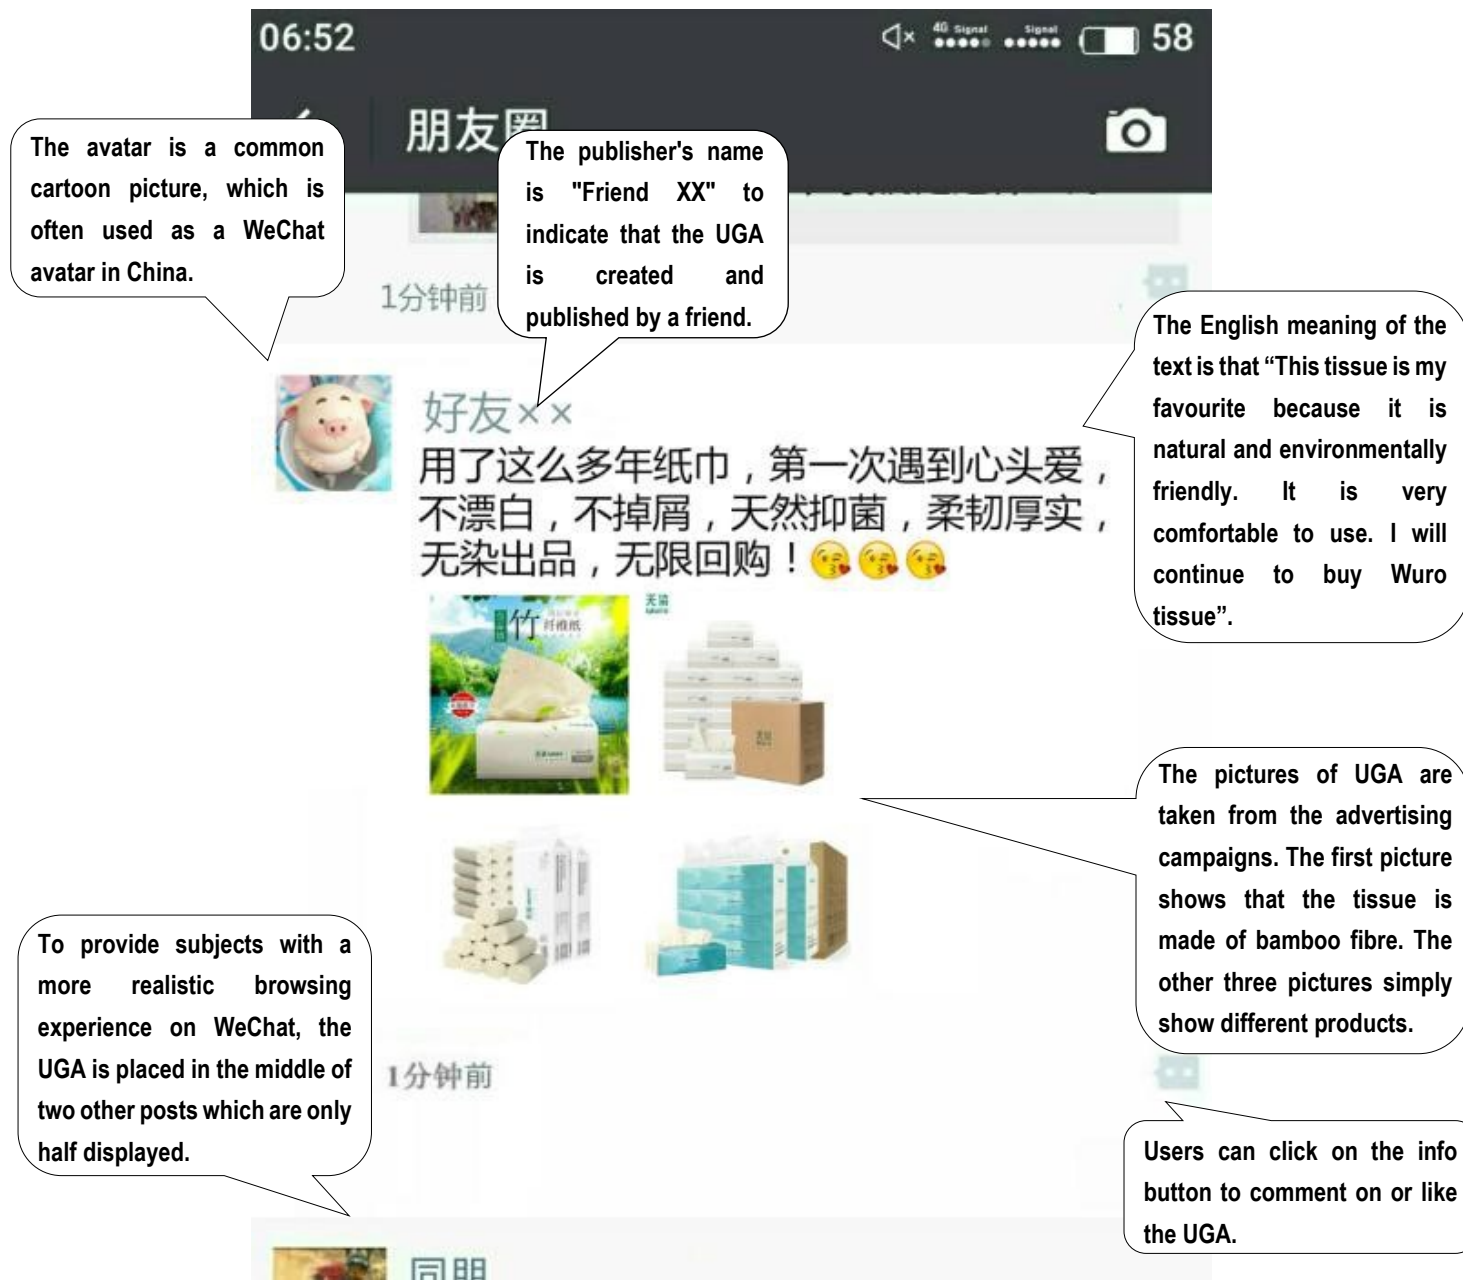 06:52
4G Signal
Signal
58
朋友圈
The avatar is a common
cartoon picture, which is
often used as a WeChat
avatar in China.
The publisher's name
is "Friend XX" to
indicate that the UGA
is created and
published by a friend.
1分钟前
The English meaning of the
text is that “This tissue is my
favourite because it is
natural and environmentally
friendly. It is very
comfortable to use. I will
continue to buy Wuro
tissue”.
好友××
用了这么多年纸巾，第一次遇到心头爱，
不漂白，不掉屑，天然抑菌，柔韧厚实，
无染出品，无限回购！
竹
纤维纸
The pictures of UGA are
taken from the advertising
campaigns. The first picture
shows that the tissue is
made of bamboo fibre. The
other three pictures simply
show different products.
To provide subjects with a
more realistic browsing
experience on WeChat, the
UGA is placed in the middle of
two other posts which are only
half displayed.
1分钟前
Users can click on the info
button to comment on or like
the UGA.